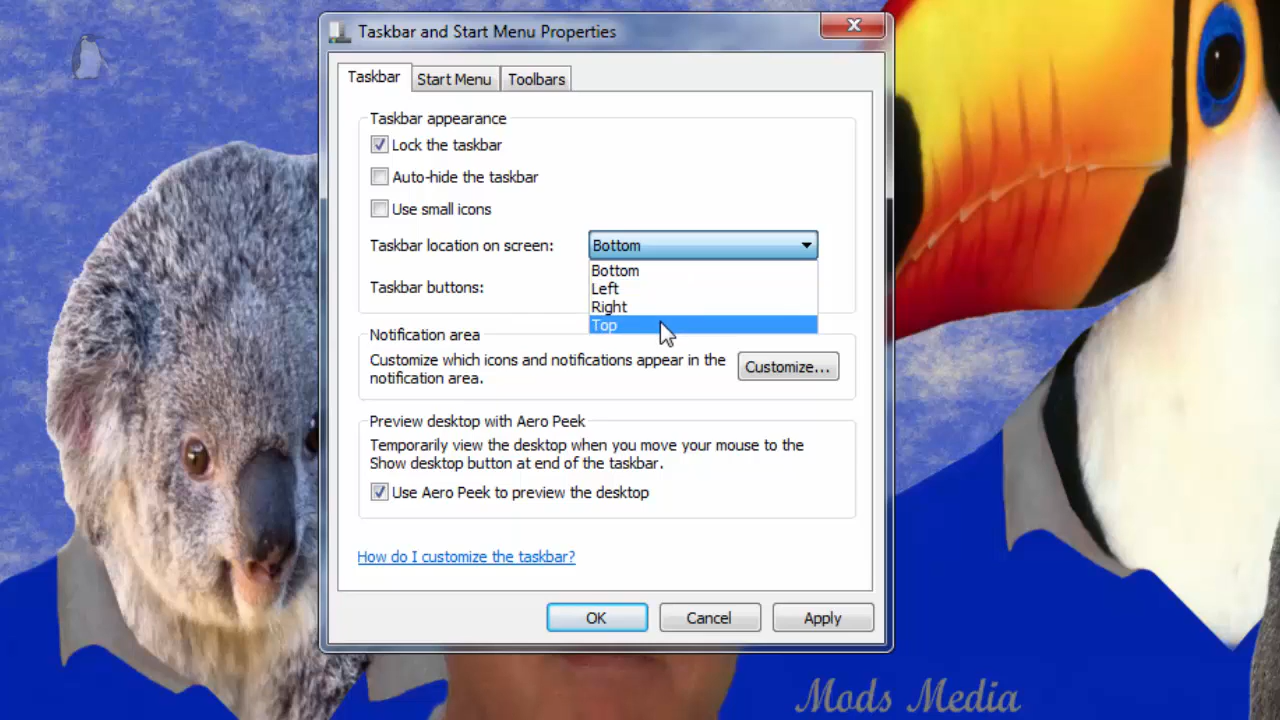 Taskbar and Start Menu Properties
Taskbar
Start Menu
Toolbars
Taskbar appearance
Lock the taskbar
Auto-hide the taskbar
Use small icons
Taskbar location on screen:
Bottom
Bottom
Left
Right
Top
Taskbar buttons:
Notification area
Customize which icons and notifications appear in the
notification area.
Customize...
Preview desktop with Aero Peek
Temporarily view the desktop when you move your mouse to the
Show desktop button at end of the taskbar.
Use Aero Peek to preview the desktop
How do I customize the taskbar?
OK
Cancel
Apply
Mods Media